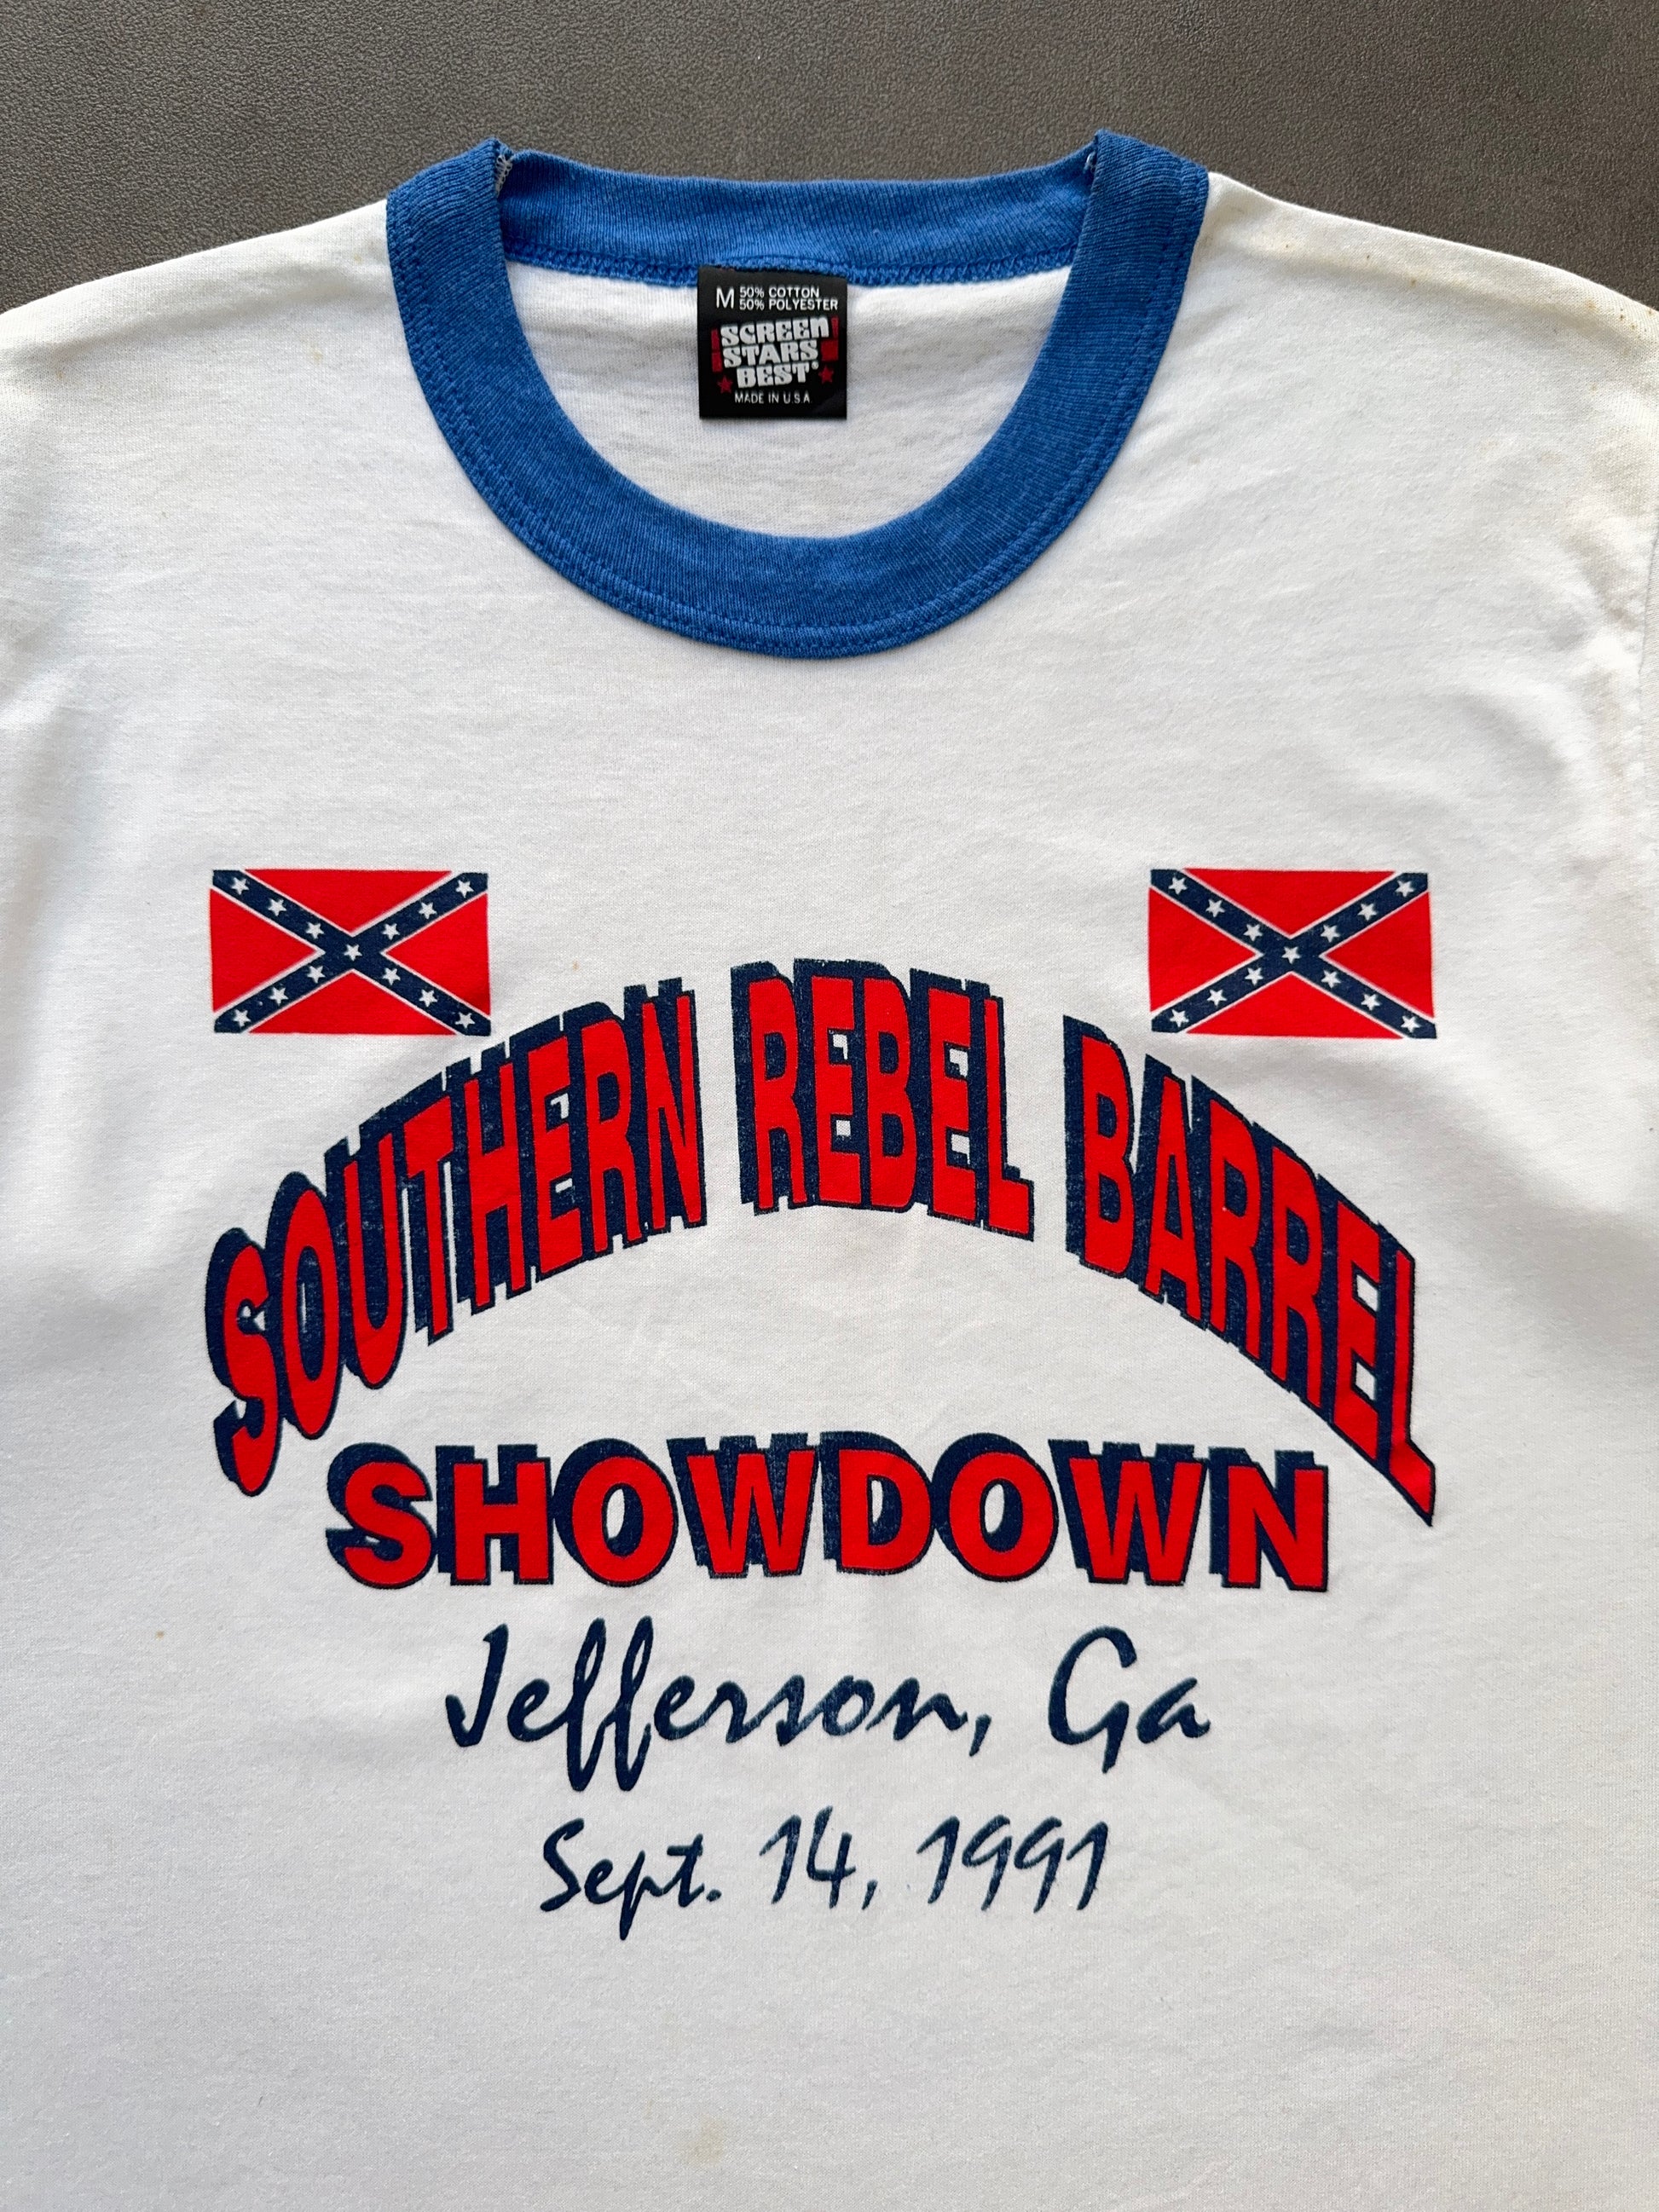 M 50% COTTON
50% POLYESTER
SCREEN
STARS
BEST®
MADE IN U.S.A
SOUTHERN REBEL BARREL
SHOWDOWN
Jefferson, Ga
Sept. 14, 1991